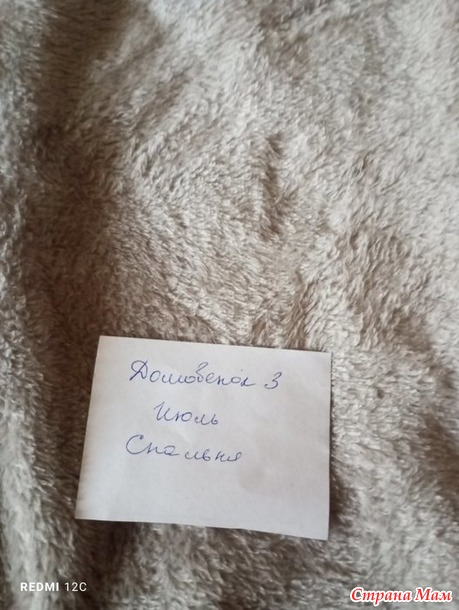 Домовенок 3
Июль
Спальня
REDMI 12C
Страна Мам